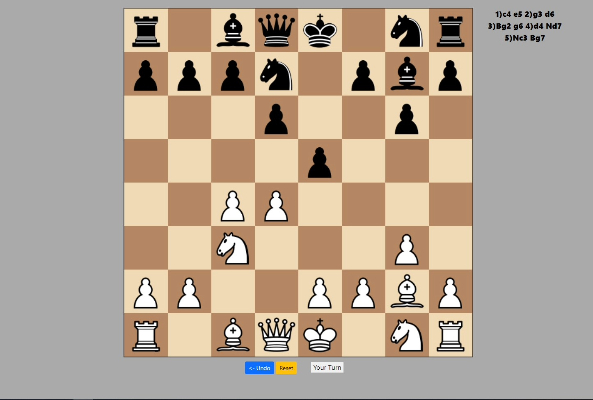 1)c4 e5 2)g3 d6
3)Bg2 g6 4)d4 Nd7
5)Nc3 Bg7
<- Undo
Reset
Your Turn